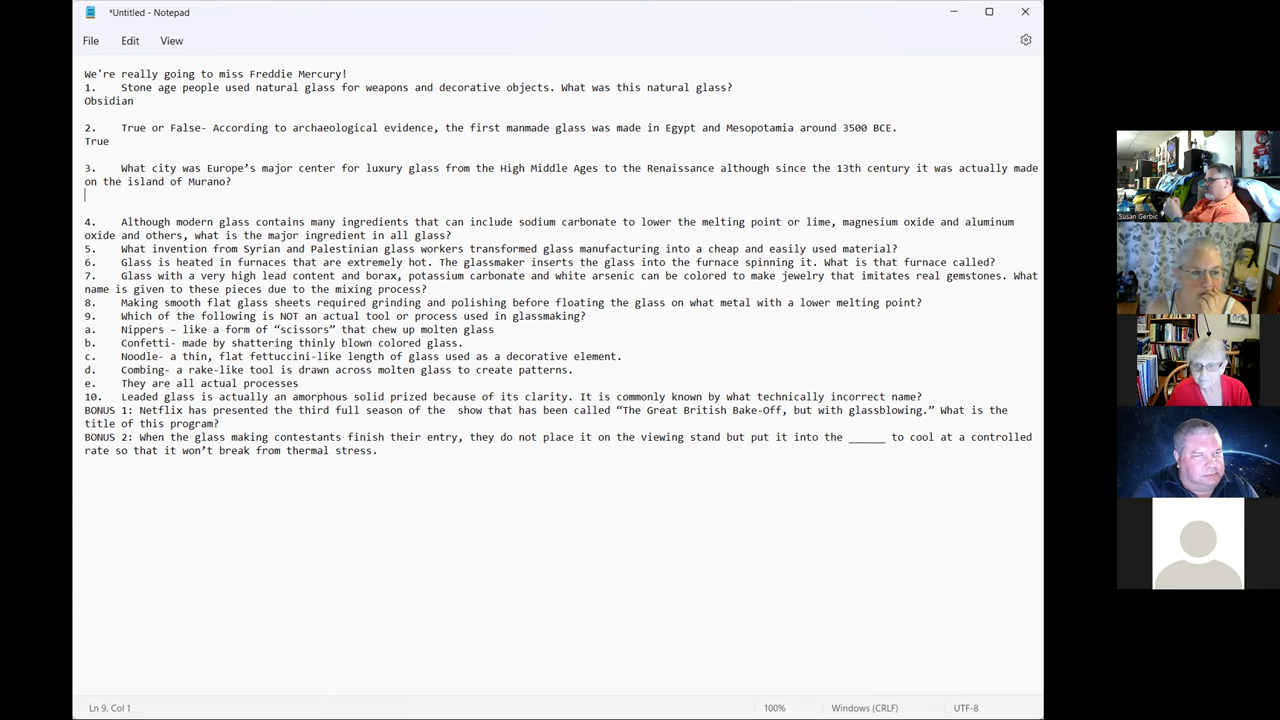 *Untitled - Notepad
File Edit View
We're really going to miss Freddie Mercury!
1. Stone age people used natural glass for weapons and decorative objects. What was this natural glass?
Obsidian
2. True or False- According to archaeological evidence, the first manmade glass was made in Egypt and Mesopotamia around 3500 BCE.
True
3. What city was Europe’s major center for luxury glass from the High Middle Ages to the Renaissance although since the 13th century it was actually made
on the island of Murano?
4. Although modern glass contains many ingredients that can include sodium carbonate to lower the melting point or lime, magnesium oxide and aluminum
oxide and others, what is the major ingredient in all glass?
5. What invention from Syrian and Palestinian glass workers transformed glass manufacturing into a cheap and easily used material?
6. Glass is heated in furnaces that are extremely hot. The glassmaker inserts the glass into the furnace spinning it. What is that furnace called?
7. Glass with a very high lead content and borax, potassium carbonate and white arsenic can be colored to make jewelry that imitates real gemstones. What
name is given to these pieces due to the mixing process?
8. Making smooth flat glass sheets required grinding and polishing before floating the glass on what metal with a lower melting point?
9. Which of the following is NOT an actual tool or process used in glassmaking?
a. Nippers – like a form of “scissors” that chew up molten glass
b. Confetti- made by shattering thinly blown colored glass.
c. Noodle- a thin, flat fettuccini-like length of glass used as a decorative element.
d. Combing- a rake-like tool is drawn across molten glass to create patterns.
e. They are all actual processes
10. Leaded glass is actually an amorphous solid prized because of its clarity. It is commonly known by what technically incorrect name?
BONUS 1: Netflix has presented the third full season of the  show that has been called “The Great British Bake-Off, but with glassblowing.” What is the
title of this program?
BONUS 2: When the glass making contestants finish their entry, they do not place it on the viewing stand but put it into the ______ to cool at a controlled
rate so that it won’t break from thermal stress.
Susan Gerbic
Ln 9, Col 1 100% Windows (CRLF) UTF-8